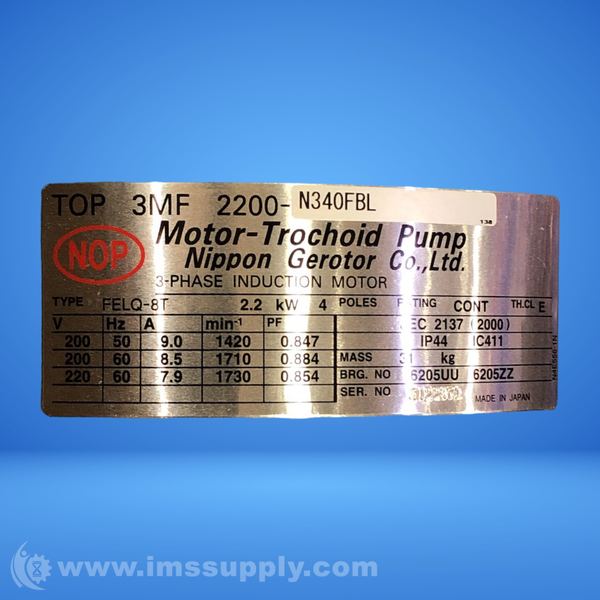 TOP 3MF 2200- N340FBL
138
NOP
Motor-Trochoid Pump
Nippon Gerotor Co.,Ltd.
3-PHASE INDUCTION MOTOR
TYPE FELQ-8T 2.2 kW 4 POLES CONT TH.CL E
V Hz A min-1 PF JEC 2137 (2000)
200 50 9.0 1420 0.847 IP44 IC411
200 60 8.5 1710 0.884 MASS 31 kg
220 60 7.9 1730 0.854 BRG. NO 6205UU 6205ZZ
SER. NO
MADE IN JAPAN
www.imssupply.com